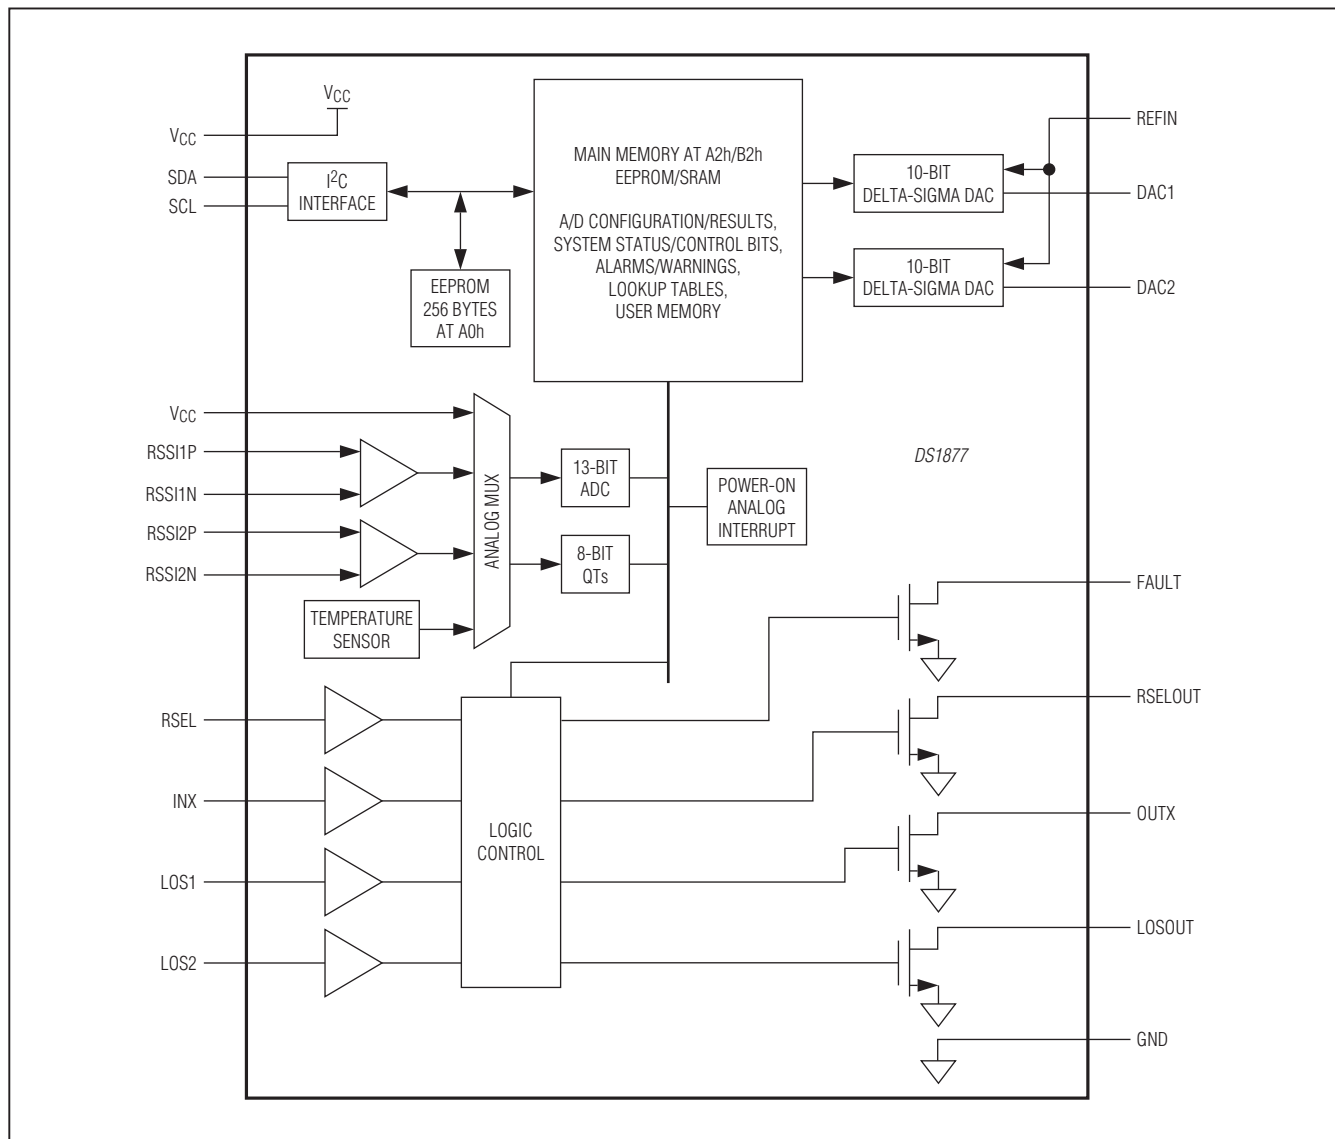 VCC
VCC
SDA
SCL
I2C
INTERFACE
EEPROM
256 BYTES
AT A0h
MAIN MEMORY AT A2h/B2h
EEPROM/SRAM
A/D CONFIGURATION/RESULTS,
SYSTEM STATUS/CONTROL BITS,
ALARMS/WARNINGS,
LOOKUP TABLES,
USER MEMORY
10-BIT
DELTA-SIGMA DAC
10-BIT
DELTA-SIGMA DAC
REFIN
DAC1
DAC2
VCC
RSSI1P
RSSI1N
RSSI2P
RSSI2N
TEMPERATURE
SENSOR
ANALOG MUX
13-BIT
ADC
8-BIT
QTs
POWER-ON
ANALOG
INTERRUPT
DS1877
RSEL
INX
LOS1
LOS2
LOGIC
CONTROL
FAULT
RSELOUT
OUTX
LOSOUT
GND